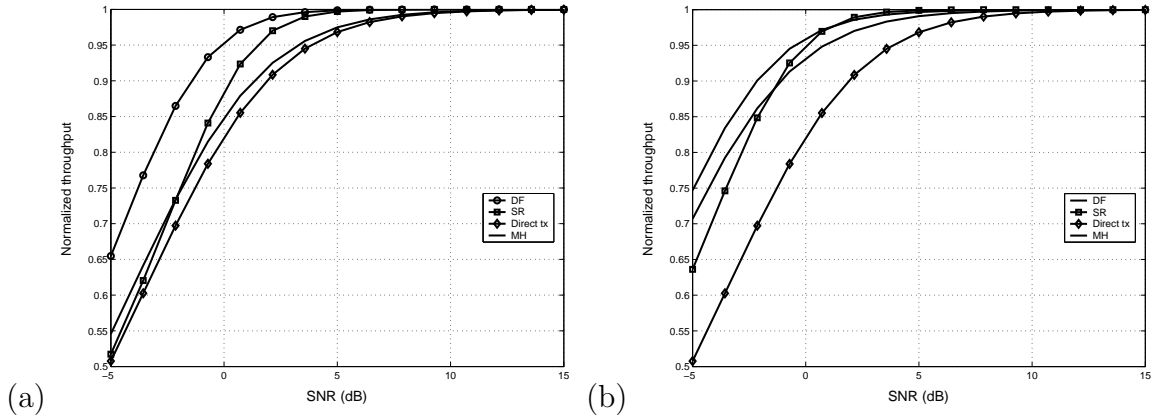 1
0.95
0.9
0.85
0.8
0.75
0.7
0.65
0.6
0.55
0.5
Normalized throughput
−5 0 5 10 15
SNR (dB)
DF
SR
Direct tx
MH
(a)
1
0.95
0.9
0.85
0.8
0.75
0.7
0.65
0.6
0.55
0.5
Normalized throughput
−5 0 5 10 15
SNR (dB)
DF
SR
Direct tx
MH
(b)